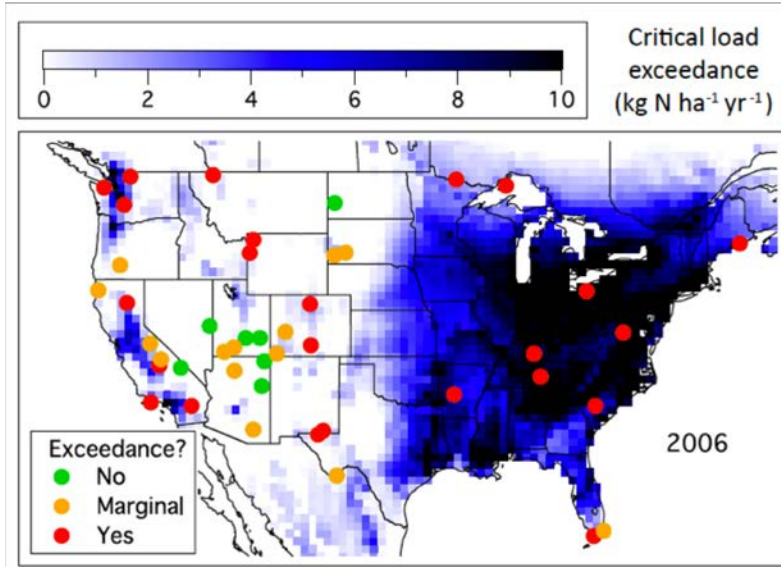 0 2 4 6 8 10
Critical load
exceedance
(kg N ha⁻¹ yr⁻¹)
Exceedance?
No
Marginal
Yes
2006